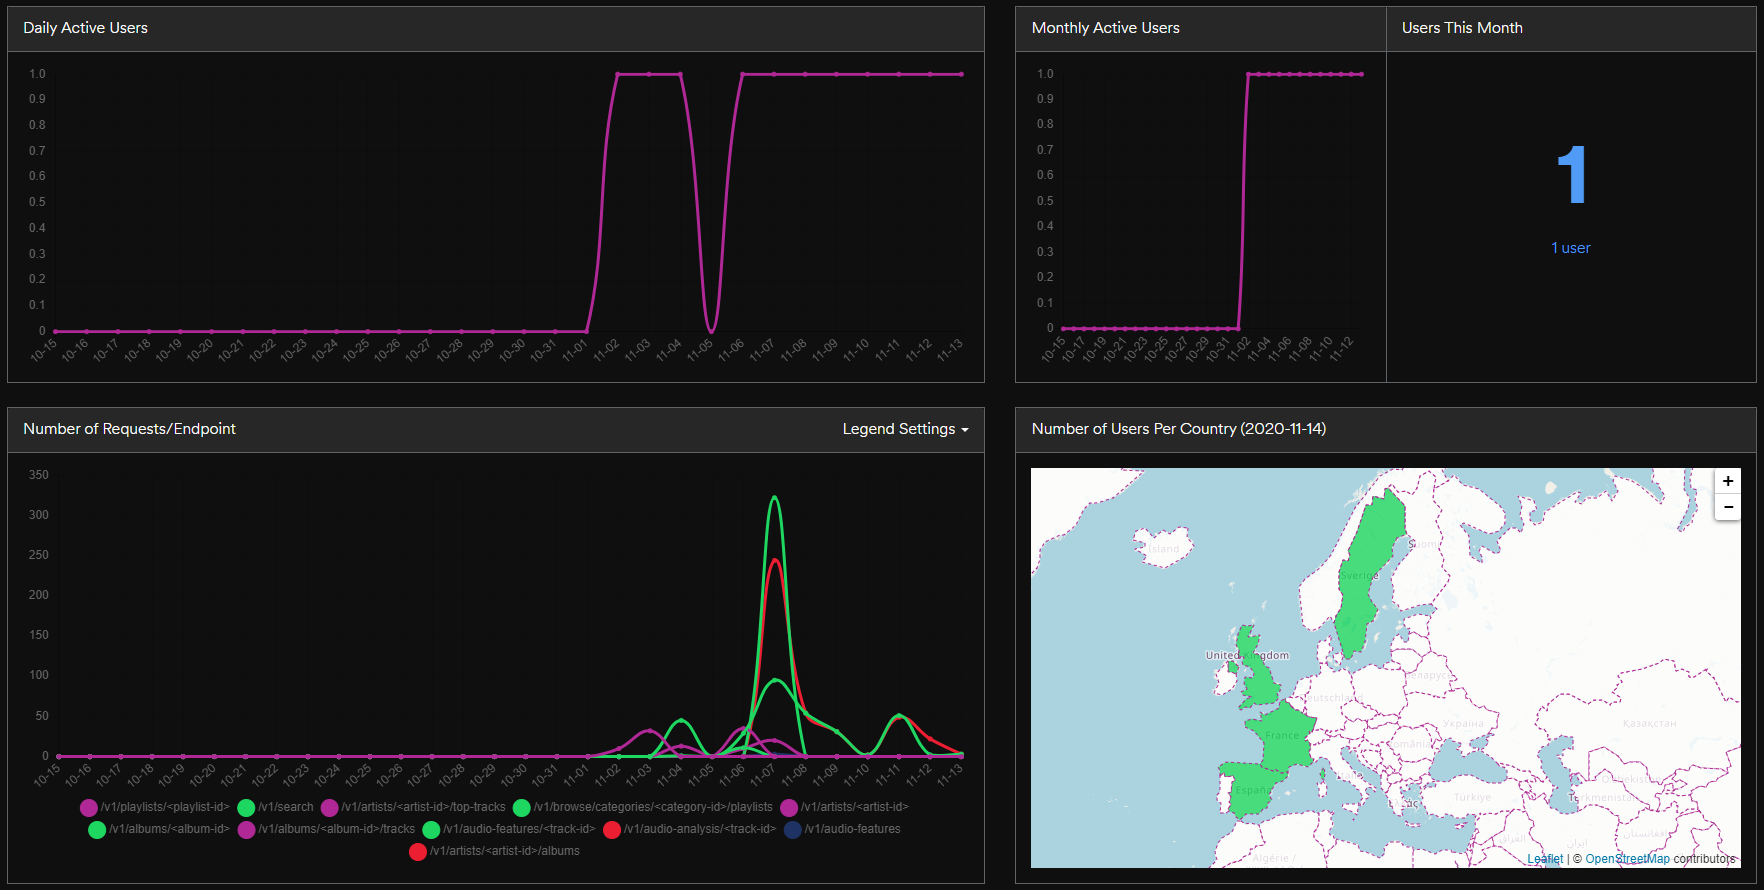 Daily Active Users
1.0
0.9
0.8
0.7
0.6
0.5
0.4
0.3
0.2
0.1
0
10-15 10-16 10-17 10-18 10-19 10-20 10-21 10-22 10-23 10-24 10-25 10-26 10-27 10-28 10-29 10-30 10-31 11-01 11-02 11-03 11-04 11-05 11-06 11-07 11-08 11-09 11-10 11-11 11-12 11-13
Monthly Active Users
1.0
0.9
0.8
0.7
0.6
0.5
0.4
0.3
0.2
0.1
0
10-15 10-17 10-19 10-21 10-23 10-25 10-27 10-29 10-31 11-02 11-04 11-06 11-08 11-10 11-12
Users This Month
1
1 user
Number of Requests/Endpoint
Legend Settings
350
300
250
200
150
100
50
0
10-15 10-16 10-17 10-18 10-19 10-20 10-21 10-22 10-23 10-24 10-25 10-26 10-27 10-28 10-29 10-30 10-31 11-01 11-02 11-03 11-04 11-05 11-06 11-07 11-08 11-09 11-10 11-11 11-12 11-13
/v1/playlists/<playlist-id> /v1/search /v1/artists/<artist-id>/top-tracks /v1/browse/categories/<category-id>/playlists /v1/artists/<artist-id>
/v1/albums/<album-id> /v1/albums/<album-id>/tracks /v1/audio-features/<track-id> /v1/audio-analysis/<track-id> /v1/audio-features
/v1/artists/<artist-id>/albums
Number of Users Per Country (2020-11-14)
+
−
Ísland
Suomi
Sverige
United Kingdom
Беларусь
Deutschland
Україна
Қазақстан
France
România
Italia
España
Türkiye
Türkmenistan
العراق
ایران
افغانستان
Algérie /
Leaflet | © OpenStreetMap contributors